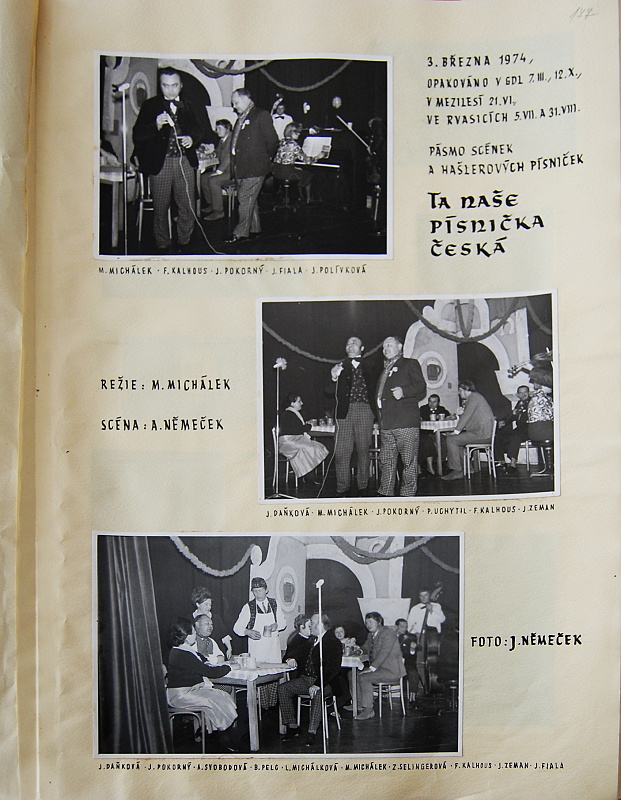 147
3. BŘEZNA 1974,
OPAKOVÁNO V GDL 7.III., 12.X.,
V MEZILESÍ 21.VI.,
VE RVASICÍCH 5.VII. A 31.VIII.
PÁSMO SCÉNEK
A HAŠLEROVÝCH PÍSNIČEK
TA NAŠE
PÍSNIČKA
ČESKÁ
M. MICHÁLEK · F. KALHOUS · J. POKORNÝ · J. FIALA · J. POLÍVKOVÁ
REŽIE: M. MICHÁLEK
SCÉNA: A. NĚMEČEK
J. DAŇKOVÁ · M. MICHÁLEK · J. POKORNÝ · P. UCHYTIL · F. KALHOUS · J. ZEMAN
FOTO: J. NĚMEČEK
J. DAŇKOVÁ · J. POKORNÝ · A. SVOBODOVÁ · B. PELC · L. MICHÁLKOVÁ · M. MICHÁLEK · Z. SELINGEROVÁ · F. KALHOUS · J. ZEMAN · J. FIALA